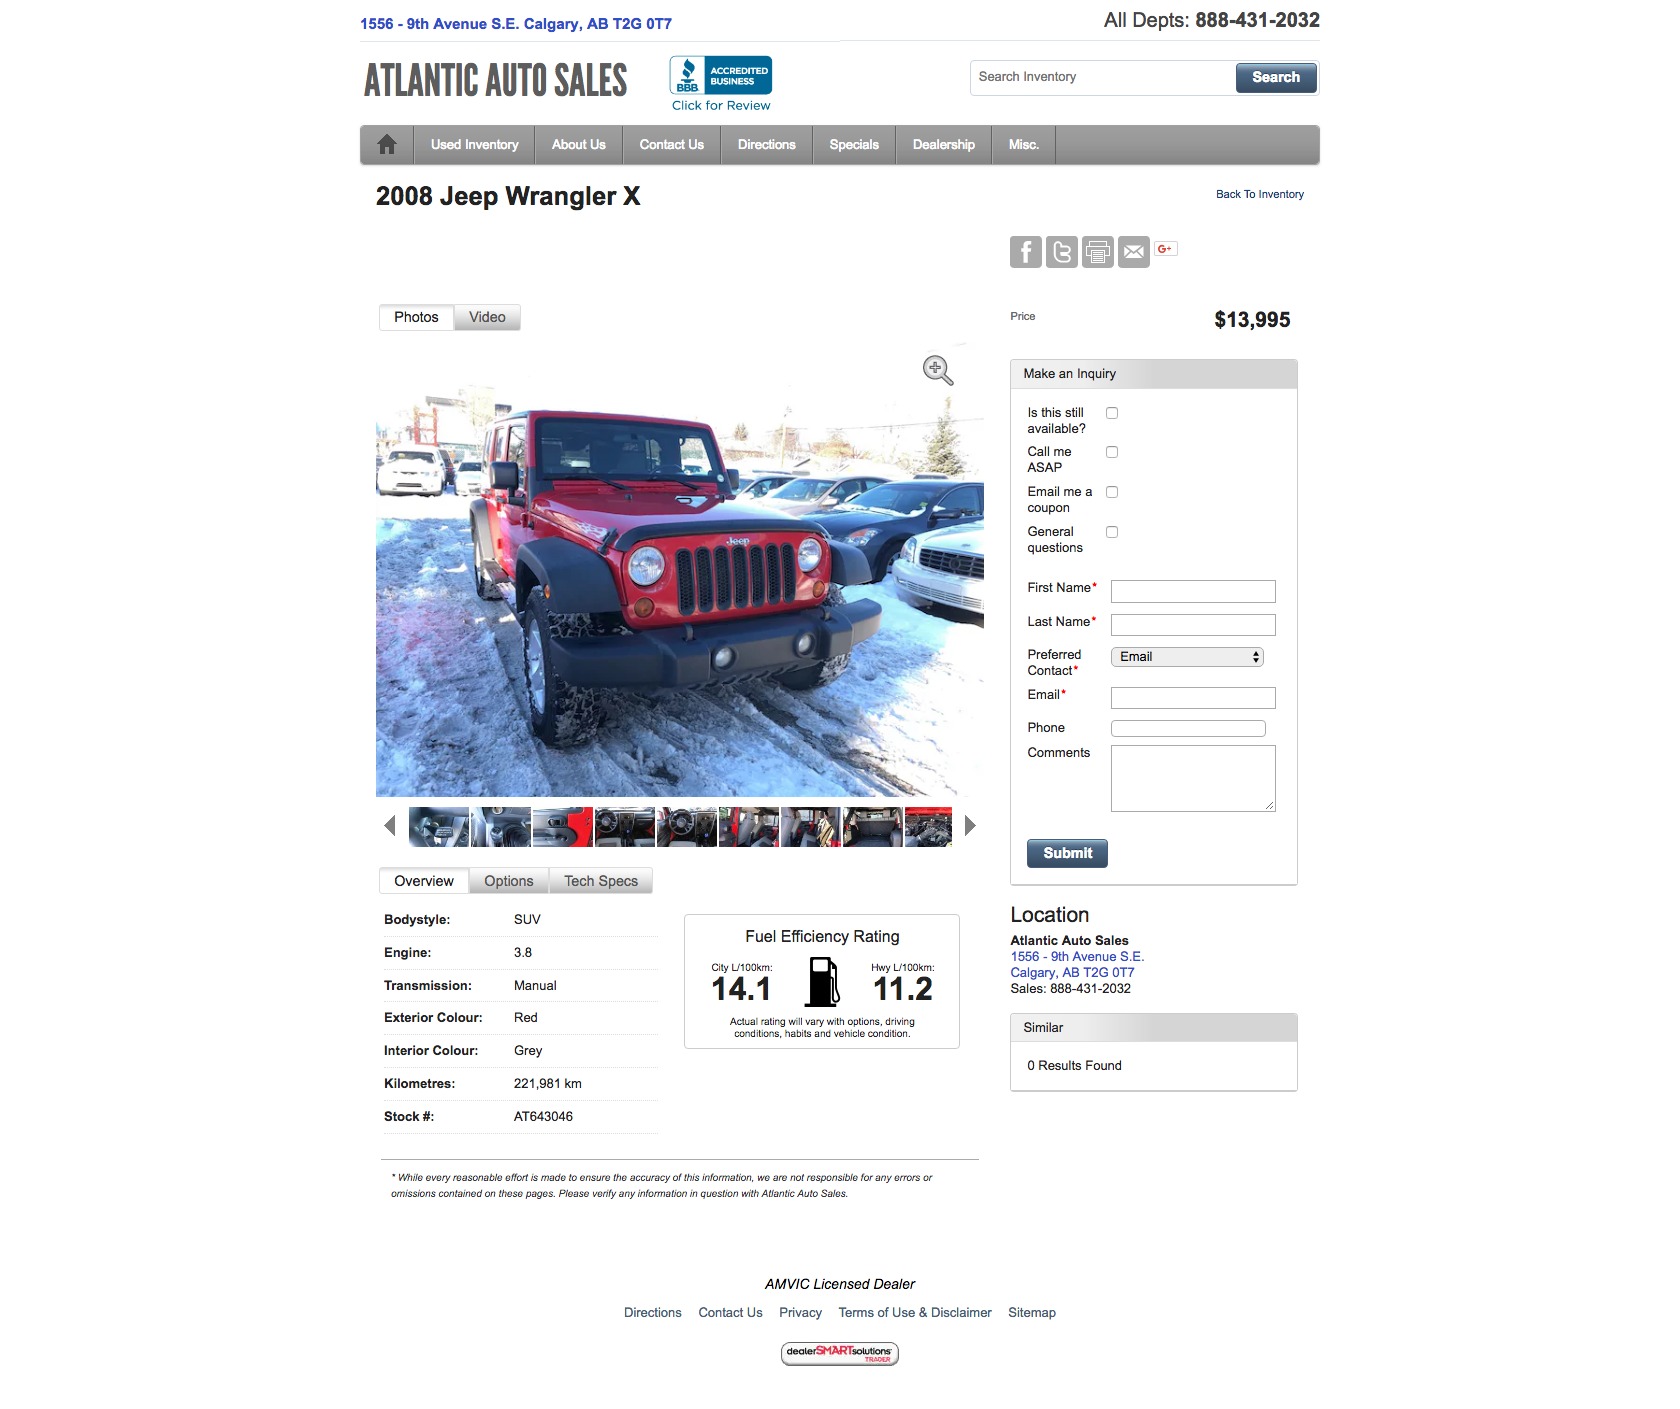 1556 - 9th Avenue S.E. Calgary, AB T2G 0T7
All Depts: 888-431-2032
ATLANTIC AUTO SALES
BBB
ACCREDITED
BUSINESS
Click for Review
Search Inventory
Search
Used Inventory
About Us
Contact Us
Directions
Specials
Dealership
Misc.
2008 Jeep Wrangler X
Back To Inventory
G+
Photos
Video
Price
$13,995
Jeep
Make an Inquiry
Is this still
available?
Call me
ASAP
Email me a
coupon
General
questions
First Name*
Last Name*
Preferred
Contact*
Email
Email*
Phone
Comments
Submit
Overview
Options
Tech Specs
Bodystyle: SUV
Engine: 3.8
Transmission: Manual
Exterior Colour: Red
Interior Colour: Grey
Kilometres: 221,981 km
Stock #: AT643046
Fuel Efficiency Rating
City L/100km:
14.1
Hwy L/100km:
11.2
Actual rating will vary with options, driving
conditions, habits and vehicle condition.
Location
Atlantic Auto Sales
1556 - 9th Avenue S.E.
Calgary, AB T2G 0T7
Sales: 888-431-2032
Similar
0 Results Found
* While every reasonable effort is made to ensure the accuracy of this information, we are not responsible for any errors or
omissions contained on these pages. Please verify any information in question with Atlantic Auto Sales.
AMVIC Licensed Dealer
Directions
Contact Us
Privacy
Terms of Use & Disclaimer
Sitemap
dealerSMARTsolutions
TRADER